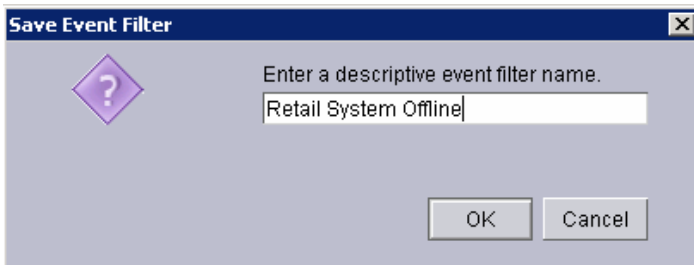 Save Event Filter
?
Enter a descriptive event filter name.
Retail System Offline
OK Cancel